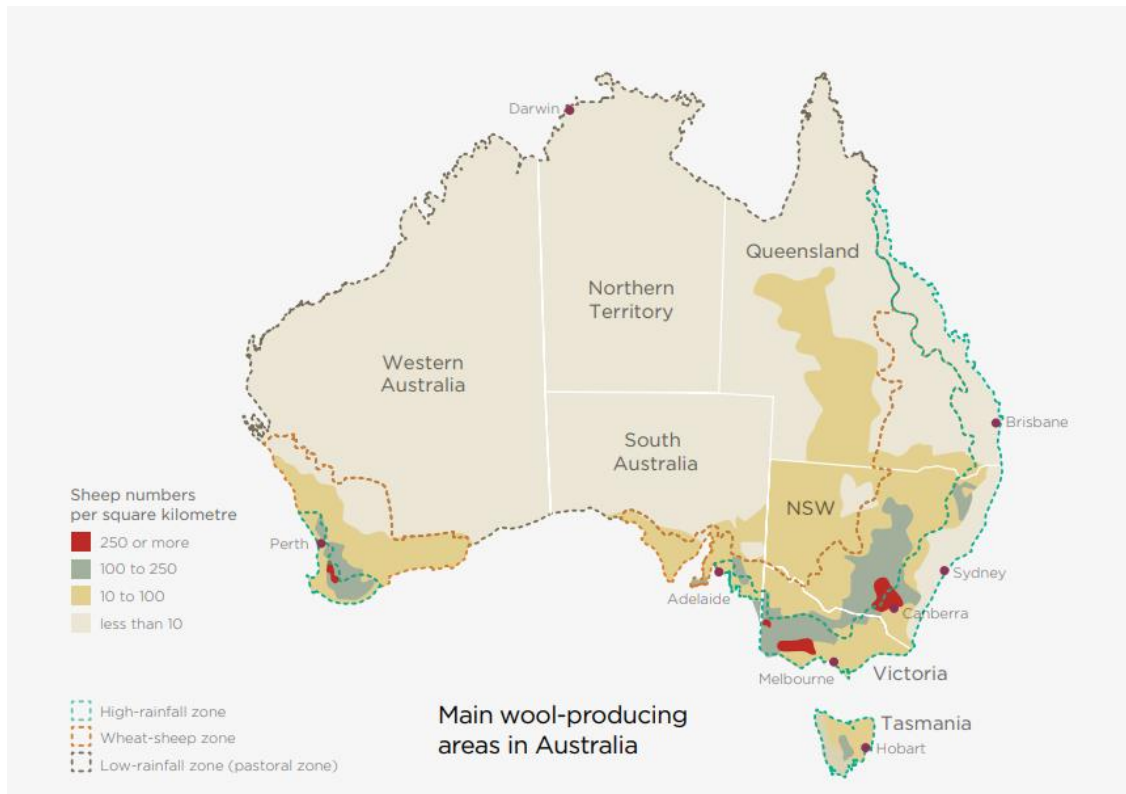 Darwin
Queensland
Northern
Territory
Western
Australia
South
Australia
Brisbane
NSW
Sheep numbers
per square kilometre
250 or more
100 to 250
10 to 100
less than 10
Perth
Adelaide
Sydney
Canberra
Melbourne
Victoria
High-rainfall zone
Wheat-sheep zone
Low-rainfall zone (pastoral zone)
Main wool-producing
areas in Australia
Tasmania
Hobart